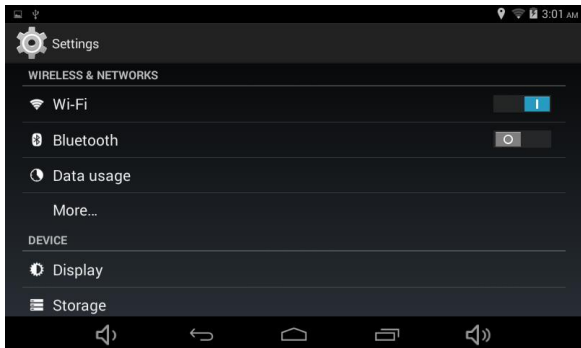 3:01 AM
Settings
WIRELESS & NETWORKS
Wi-Fi
Bluetooth
Data usage
More...
DEVICE
Display
Storage